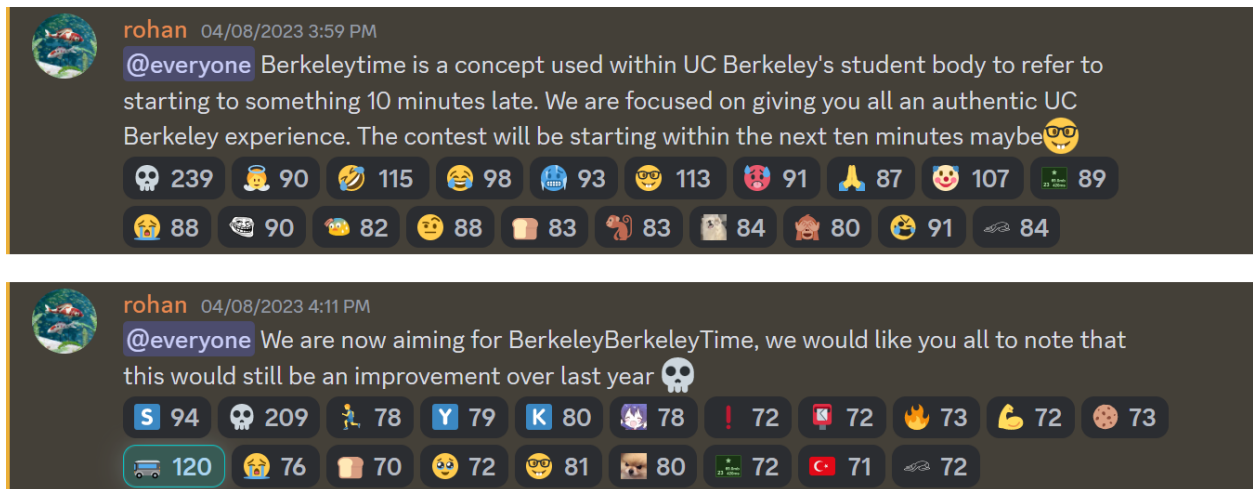 rohan 04/08/2023 3:59 PM
@everyone Berkeleytime is a concept used within UC Berkeley's student body to refer to
starting to something 10 minutes late. We are focused on giving you all an authentic UC
Berkeley experience. The contest will be starting within the next ten minutes maybe🤓
💀 239 😇 90 🤣 115 😂 98 🥶 93 🤓 113 🥵 91 🙏 87 🤡 107 89
😭 88 90 82 🤨 88 🍞 83 🐒 83 84 🙈 80 91 84
rohan 04/08/2023 4:11 PM
@everyone We are now aiming for BerkeleyBerkeleyTime, we would like you all to note that
this would still be an improvement over last year 💀
S 94 💀 209 🏃 78 Y 79 K 80 78 ❗ 72 72 🔥 73 💪 72 🍪 73
120 😭 76 🍞 70 🥹 72 🤓 81 80 72 🇹🇷 71 72